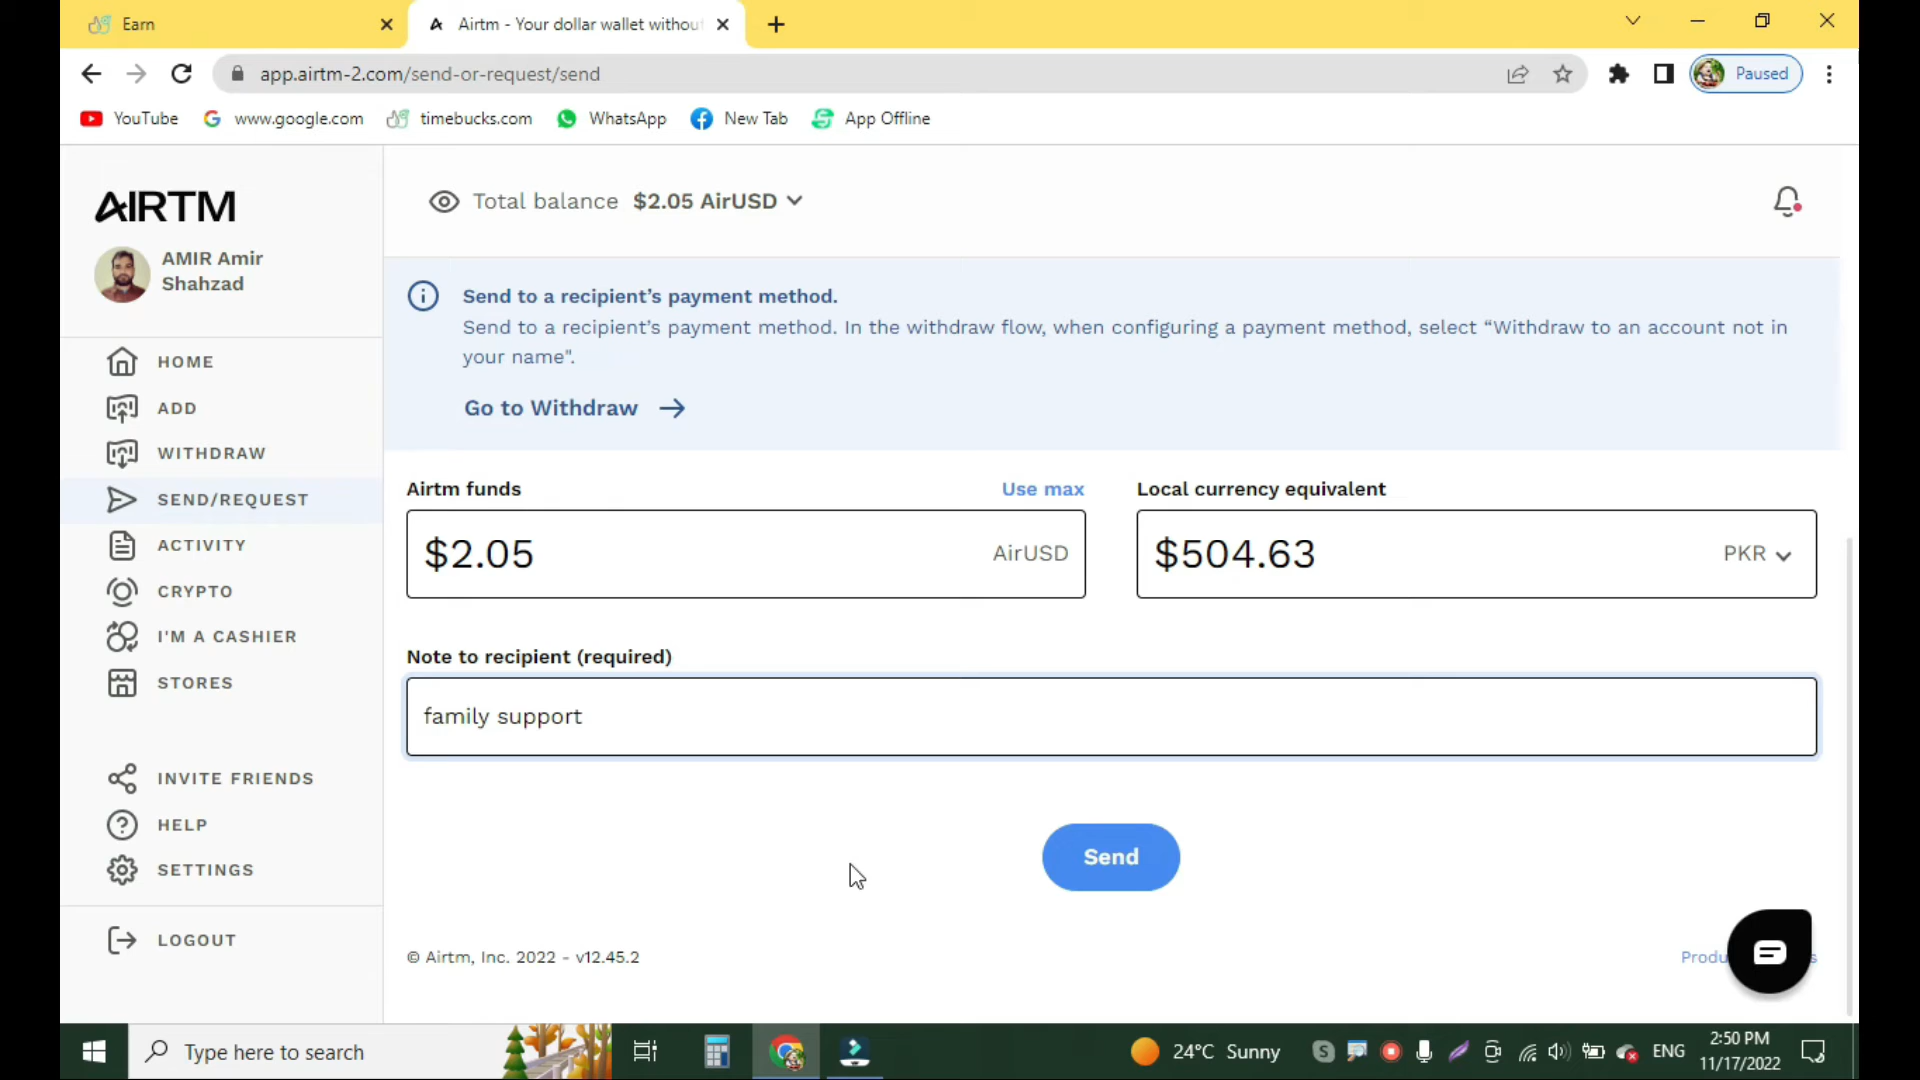 Earn
Airtm - Your dollar wallet withou
app.airtm-2.com/send-or-request/send
Paused
YouTube
www.google.com
timebucks.com
WhatsApp
New Tab
App Offline
AIRTM
AMIR Amir
Shahzad
HOME
ADD
WITHDRAW
SEND/REQUEST
ACTIVITY
CRYPTO
I'M A CASHIER
STORES
INVITE FRIENDS
HELP
SETTINGS
LOGOUT
Total balance $2.05 AirUSD
Send to a recipient’s payment method.
Send to a recipient’s payment method. In the withdraw flow, when configuring a payment method, select “Withdraw to an account not in
your name".
Go to Withdraw
Airtm funds
Use max
$2.05
AirUSD
Local currency equivalent
$504.63
PKR
Note to recipient (required)
family support
Send
© Airtm, Inc. 2022 - v12.45.2
Type here to search
24°C Sunny
ENG
2:50 PM
11/17/2022